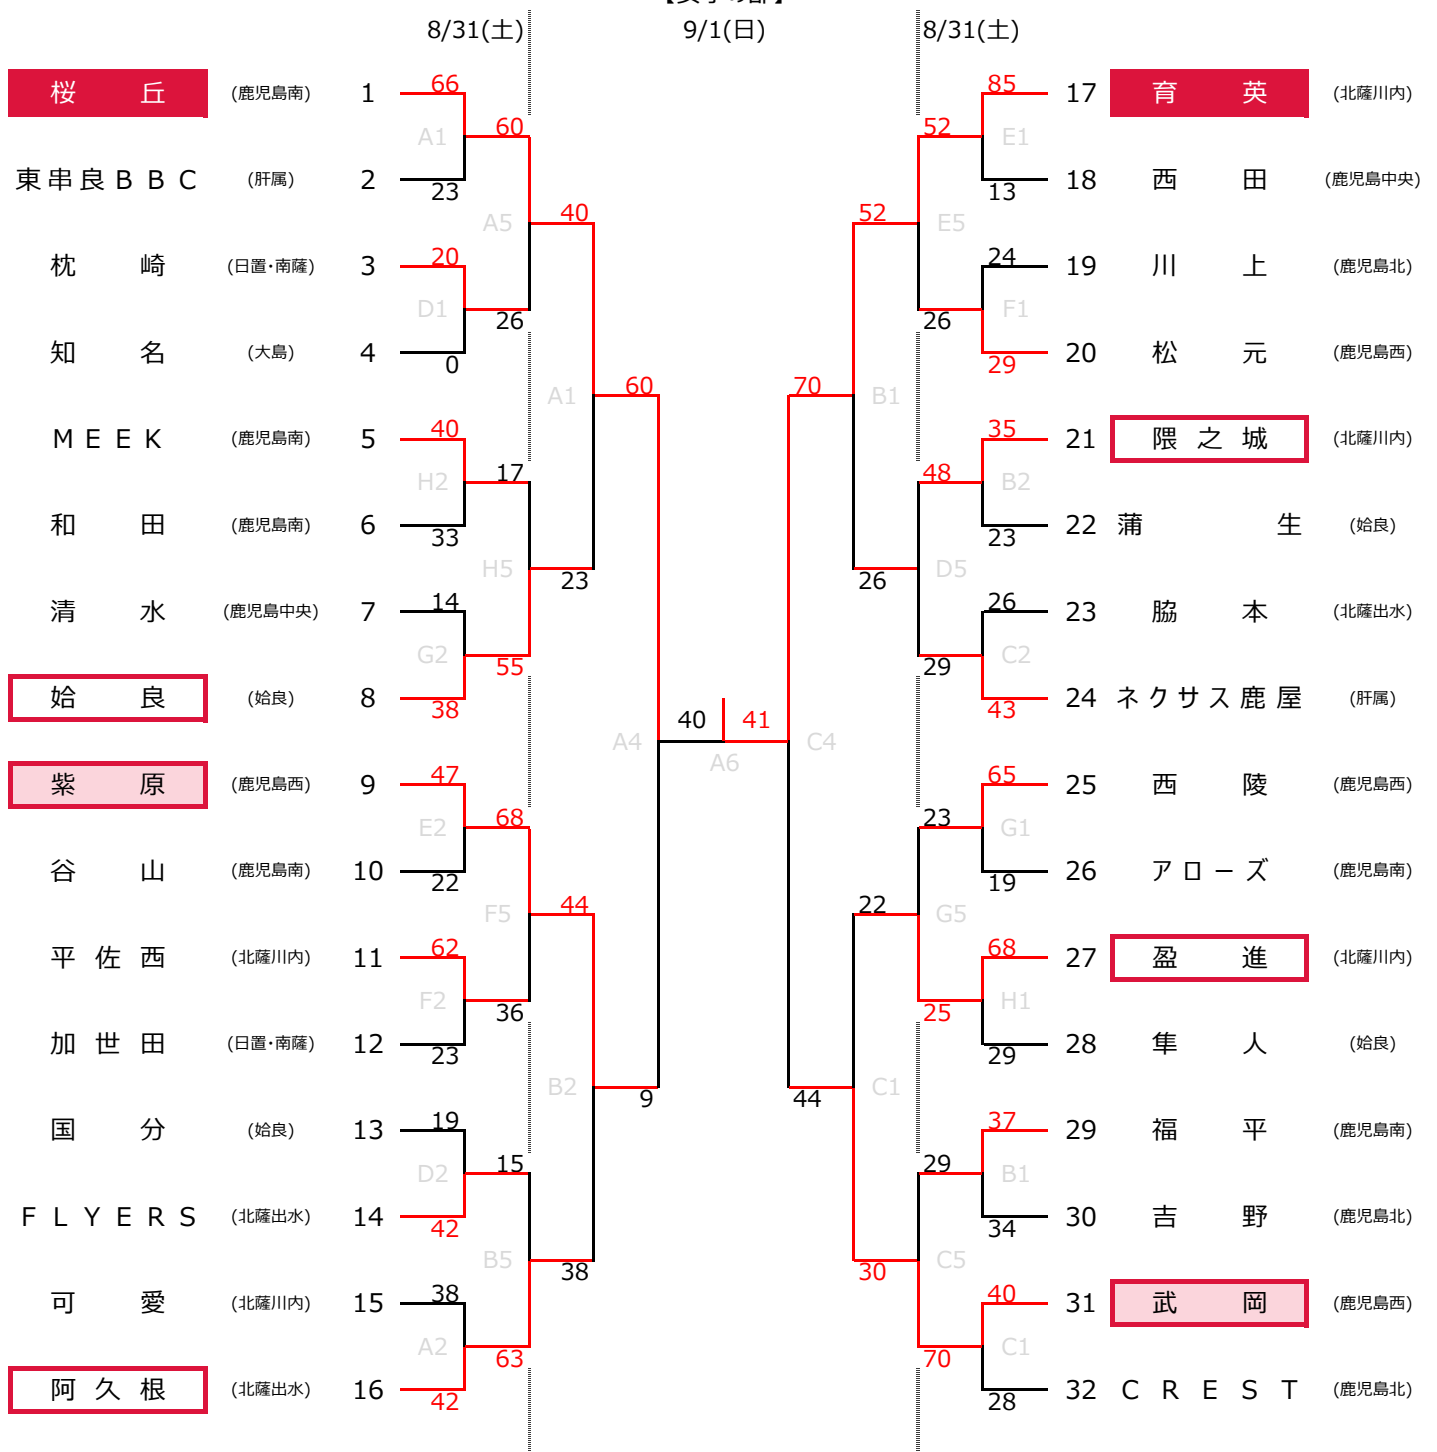 8/31(土) 9/1(日) 8/31(土)
桜丘 (鹿児島南) 1 66 85 17 育英 (北薩川内)
A1 60 52 E1
東串良BBC (肝属) 2 23 13 18 西田 (鹿児島中央)
A5 40 52 E5
枕崎 (日置・南薩) 3 20 24 19 川上 (鹿児島北)
D1 26 26 F1
知名 (大島) 4 0 29 20 松元 (鹿児島西)
A1 60 70 B1
MEEK (鹿児島南) 5 40 35 21 隈之城 (北薩川内)
H2 17 48 B2
和田 (鹿児島南) 6 33 23 22 蒲生 (姶良)
H5 23 26 D5
清水 (鹿児島中央) 7 14 26 23 脇本 (北薩出水)
G2 55 29 C2
姶良 (姶良) 8 38 43 24 ネクサス鹿屋 (肝属)
A4 40 41 C4
A6
紫原 (鹿児島西) 9 47 65 25 西陵 (鹿児島西)
E2 68 23 G1
谷山 (鹿児島南) 10 22 19 26 アローズ (鹿児島南)
F5 44 22 G5
平佐西 (北薩川内) 11 62 68 27 盈進 (北薩川内)
F2 36 25 H1
加世田 (日置・南薩) 12 23 29 28 隼人 (姶良)
B2 9 44 C1
国分 (姶良) 13 19 37 29 福平 (鹿児島南)
D2 15 29 B1
FLYERS (北薩出水) 14 42 34 30 吉野 (鹿児島北)
B5 38 30 C5
可愛 (北薩川内) 15 38 40 31 武岡 (鹿児島西)
A2 63 70 C1
阿久根 (北薩出水) 16 42 28 32 CREST (鹿児島北)